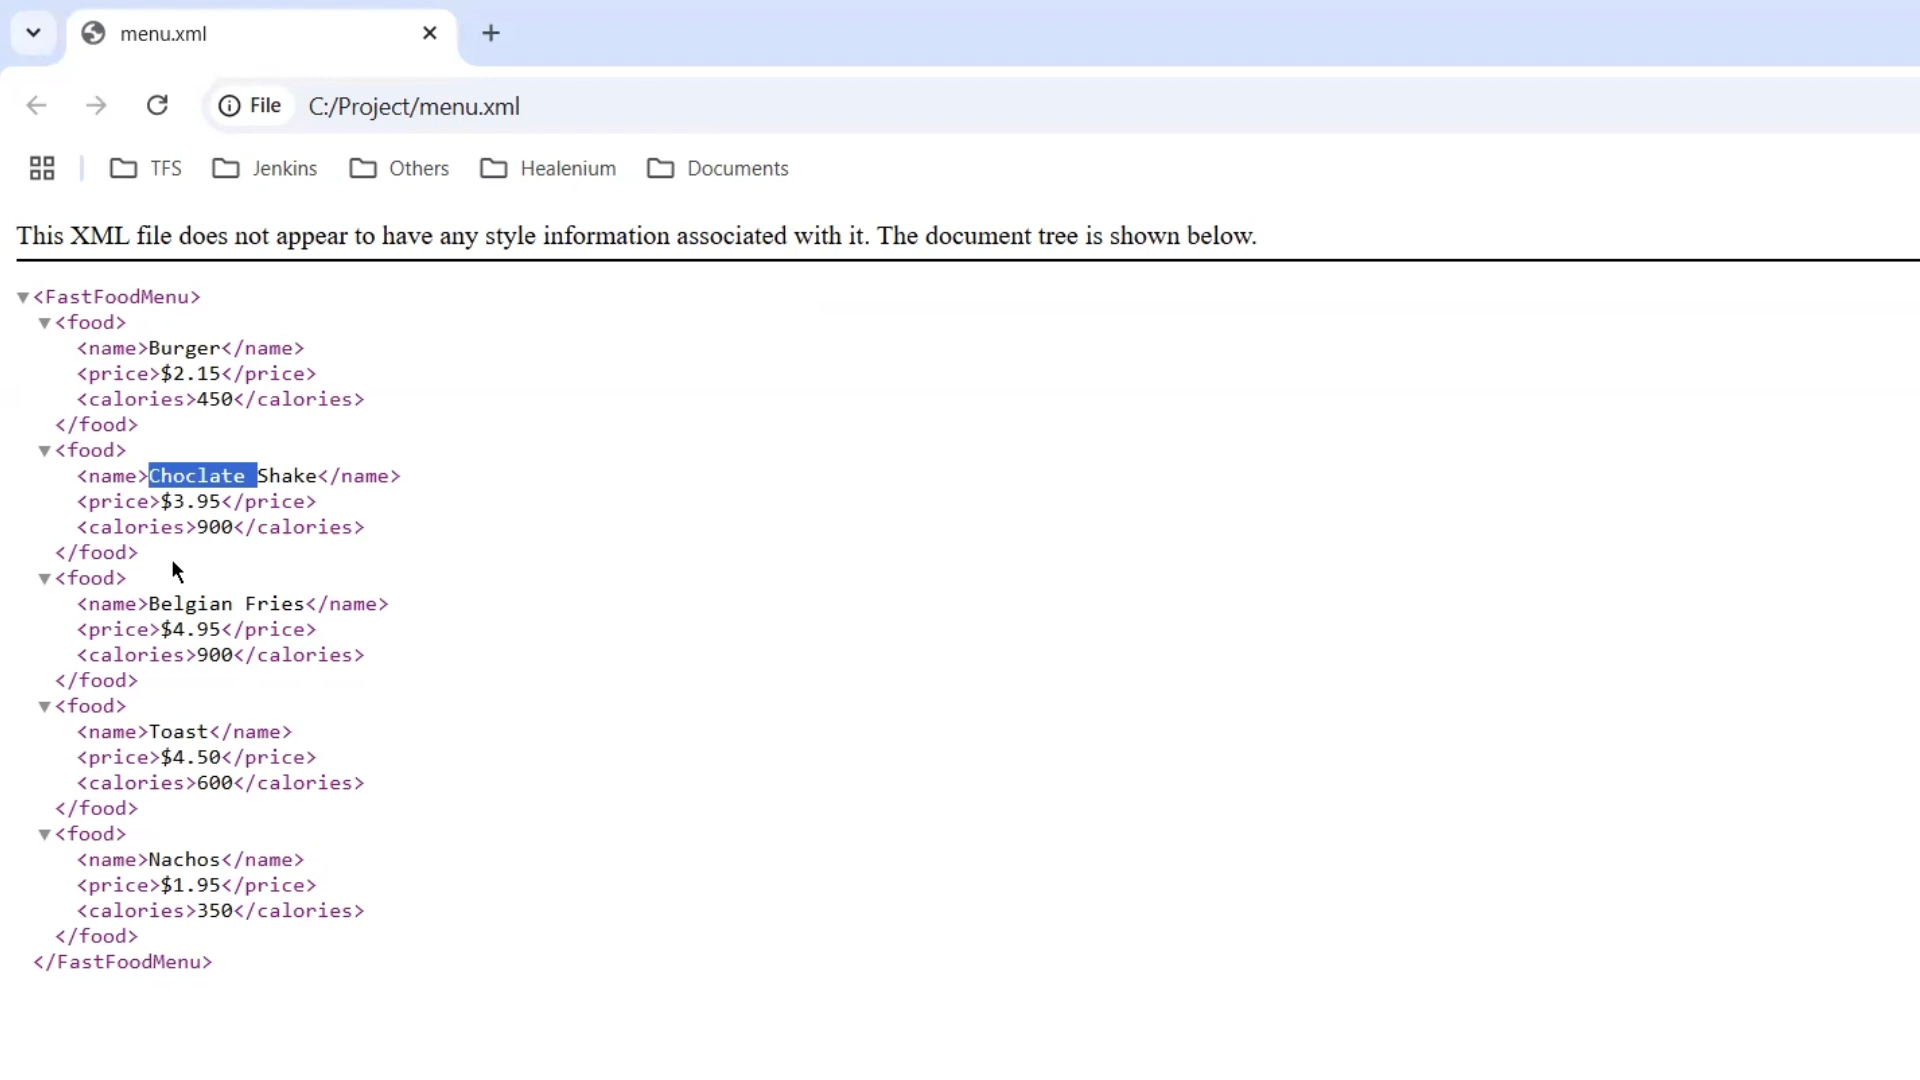 menu.xml
File C:/Project/menu.xml
TFS Jenkins Others Healenium Documents
This XML file does not appear to have any style information associated with it. The document tree is shown below.
<FastFoodMenu>
<food>
<name>Burger</name>
<price>$2.15</price>
<calories>450</calories>
</food>
<food>
<name>Choclate Shake</name>
<price>$3.95</price>
<calories>900</calories>
</food>
<food>
<name>Belgian Fries</name>
<price>$4.95</price>
<calories>900</calories>
</food>
<food>
<name>Toast</name>
<price>$4.50</price>
<calories>600</calories>
</food>
<food>
<name>Nachos</name>
<price>$1.95</price>
<calories>350</calories>
</food>
</FastFoodMenu>